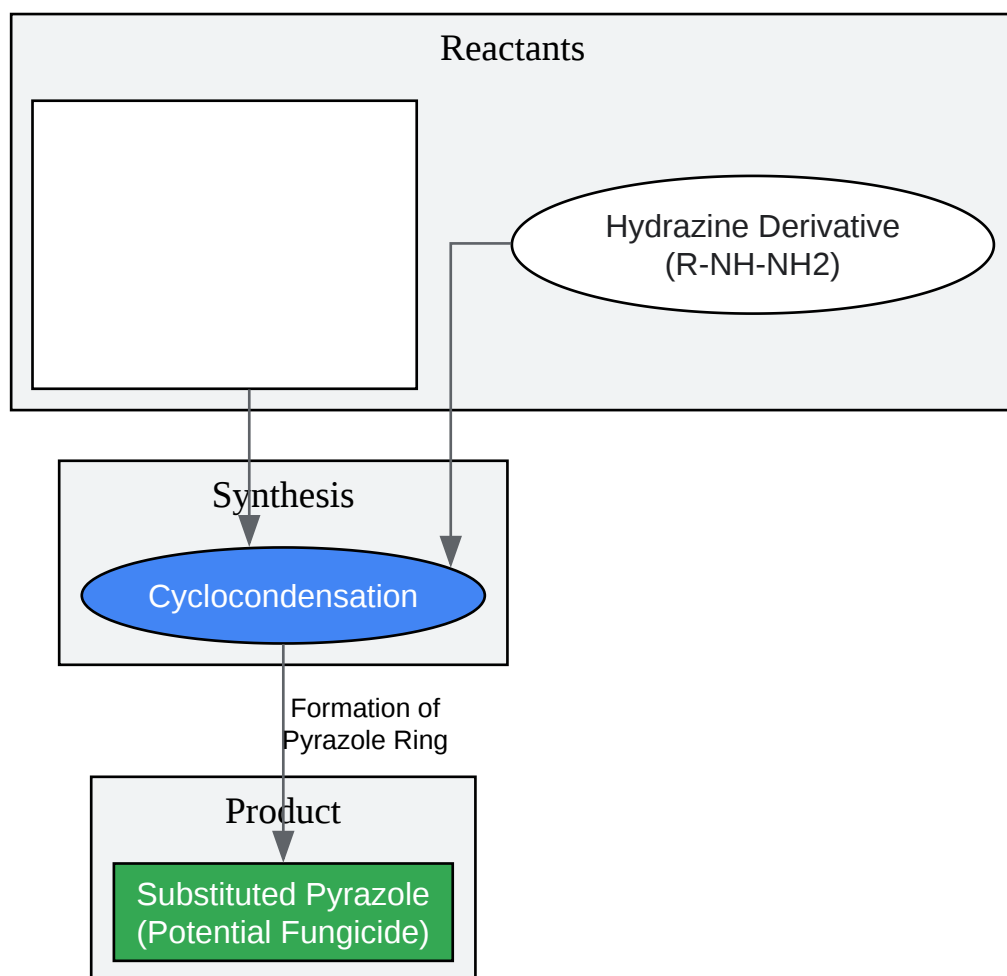 Reactants
Hydrazine Derivative
(R-NH-NH2)
Synthesis
Cyclocondensation
Formation of
Pyrazole Ring
Product
Substituted Pyrazole
(Potential Fungicide)